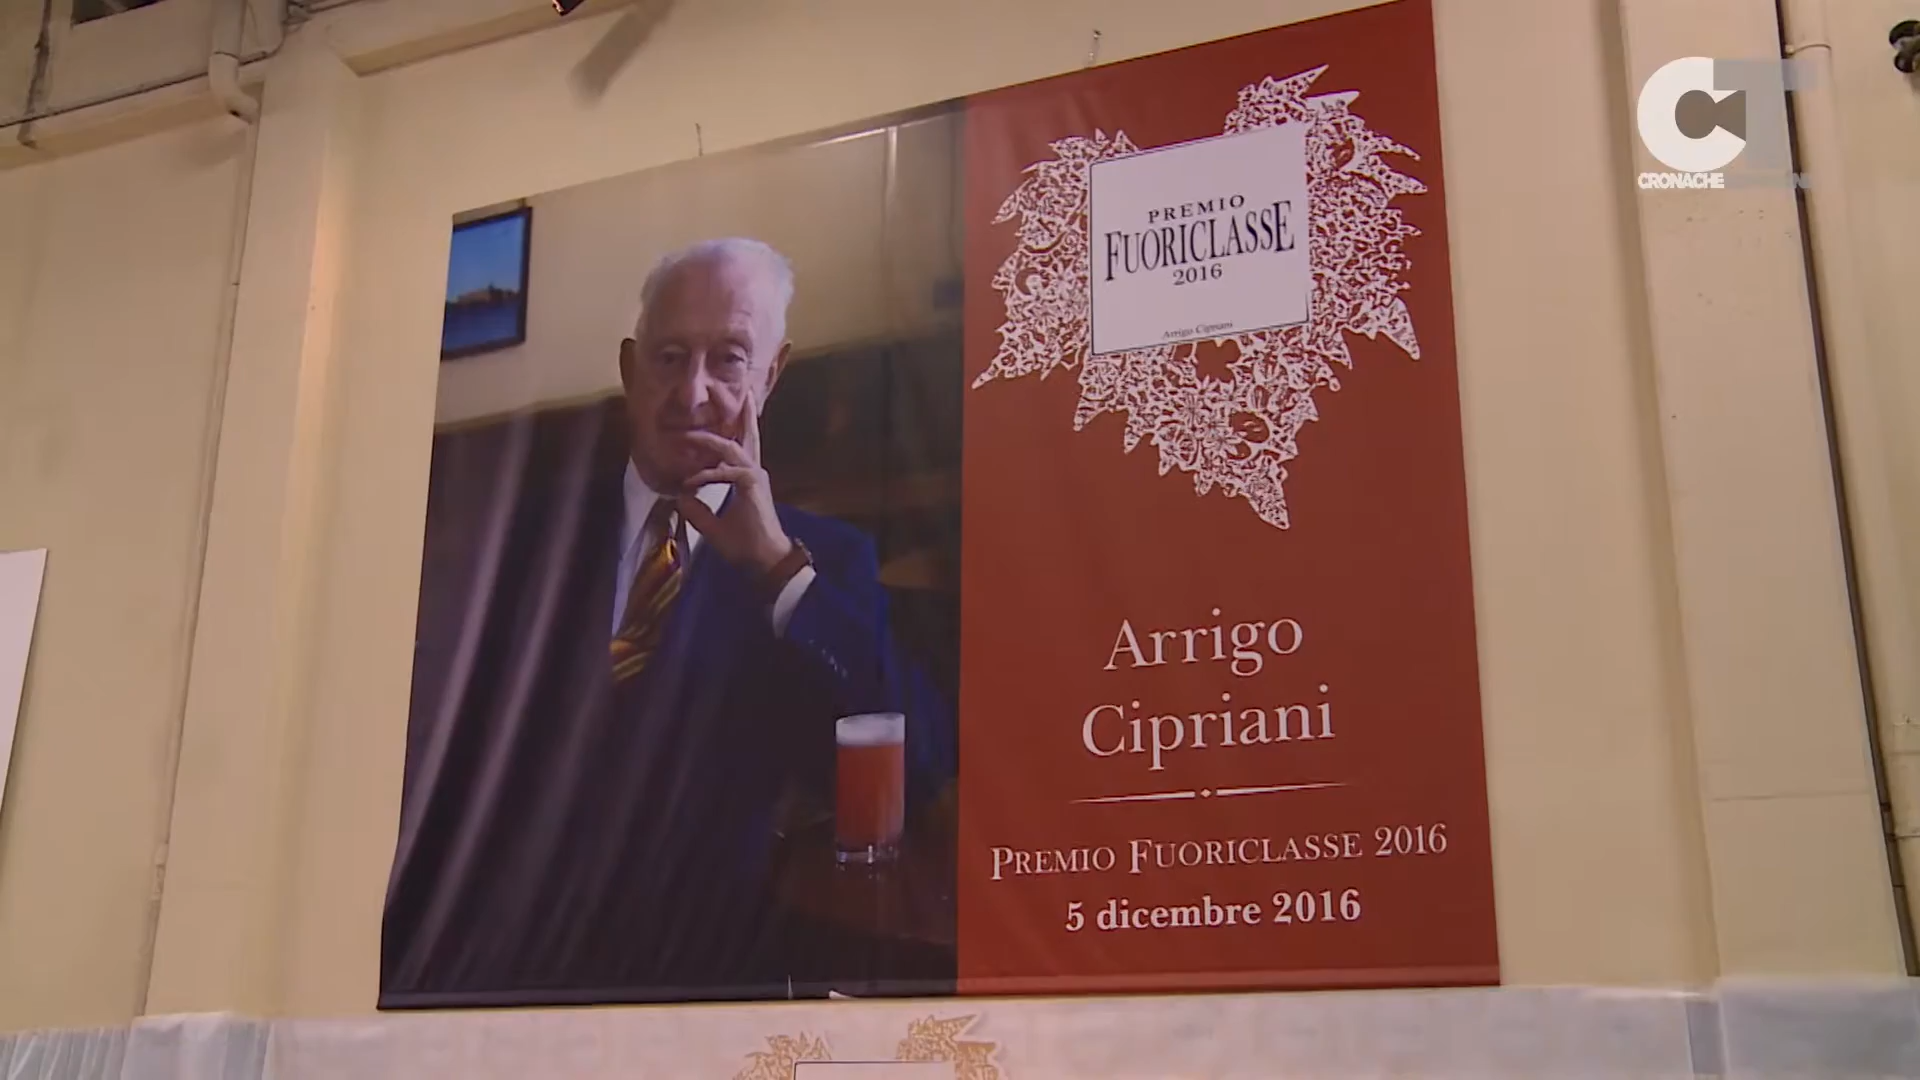 CT
CRONACHE
PREMIO
FUORICLASSE
2016
Arrigo Cipriani
Arrigo
Cipriani
PREMIO FUORICLASSE 2016
5 dicembre 2016